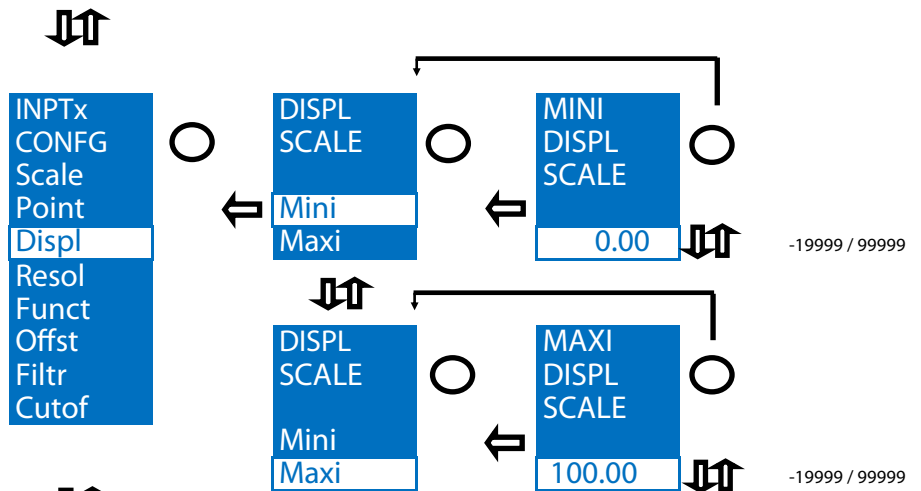 INPTx
CONFG
Scale
Point
Displ
Resol
Funct
Offst
Filtr
Cutof
DISPL
SCALE
Mini
Maxi
MINI
DISPL
SCALE
0.00
-19999 / 99999
DISPL
SCALE
Mini
Maxi
MAXI
DISPL
SCALE
100.00
-19999 / 99999